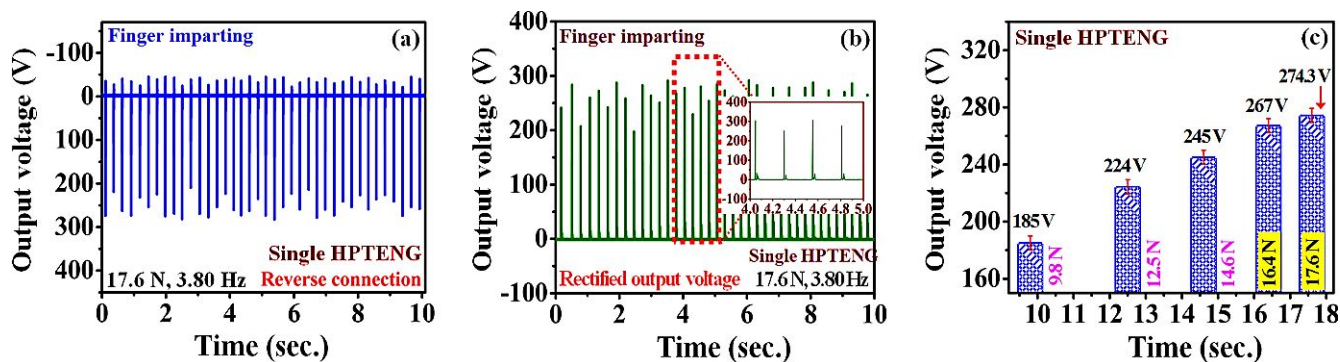 Output voltage (V)
-100
0
100
200
300
400
Finger imparting
(a)
Single HPTENG
17.6 N, 3.80 Hz
Reverse connection
0 2 4 6 8 10
Time (sec.)
Output voltage (V)
400
300
200
100
0
-100
Finger imparting
(b)
400
300
200
100
0
-100
4.0 4.2 4.4 4.6 4.8 5.0
Single HPTENG
Rectified output voltage
17.6 N, 3.80 Hz
0 2 4 6 8 10
Time (sec.)
Output voltage (V)
320
280
240
200
160
Single HPTENG
(c)
185 V
224 V
245 V
267 V
274.3 V
9.8 N
12.5 N
14.6 N
16.4 N
17.6 N
10 11 12 13 14 15 16 17 18
Time (sec.)